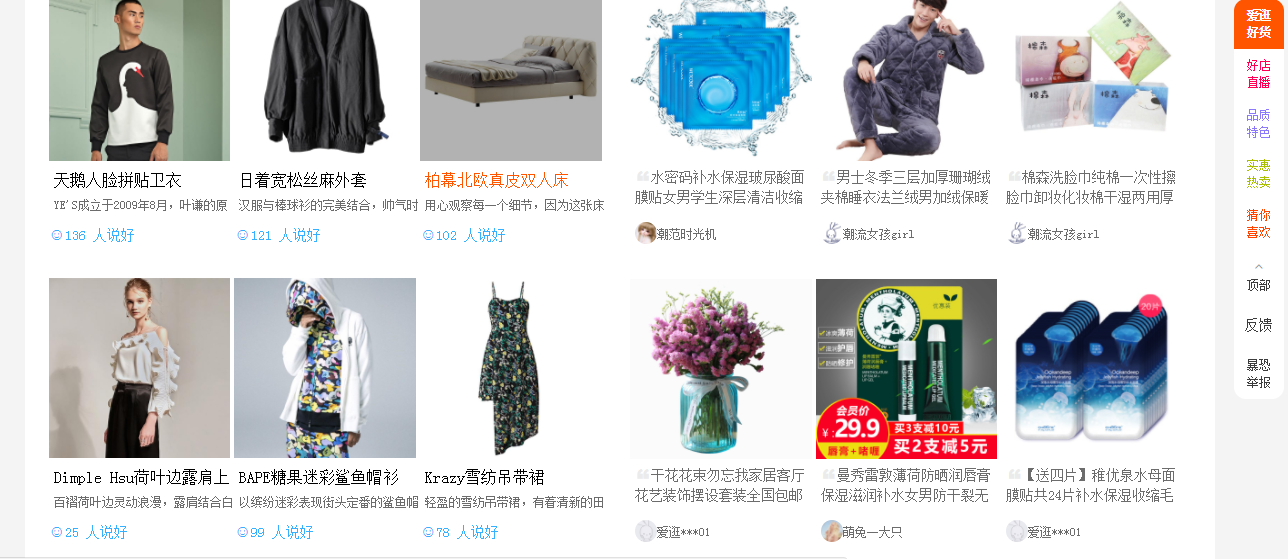 天鹅人脸拼贴卫衣
YE'S成立于2009年8月，叶谦的原
136 人说好
日着宽松丝麻外套
汉服与棒球衫的完美结合，帅气时
121 人说好
柏幕北欧真皮双人床
用心观察每一个细节，因为这张床
102 人说好
水密码补水保湿玻尿酸面
膜贴女男学生深层清洁收缩
潮范时光机
男士冬季三层加厚珊瑚绒
夹棉睡衣法兰绒男加绒保暖
潮流女孩girl
棉森
棉森
棉森洗脸巾纯棉一次性擦
脸巾卸妆化妆棉干湿两用厚
潮流女孩girl
Dimple Hsu荷叶边露肩上
百褶荷叶边灵动浪漫，露肩结合白
25 人说好
BAPE糖果迷彩鲨鱼帽衫
以缤纷迷彩表现街头定番的鲨鱼帽
99 人说好
Krazy雪纺吊带裙
轻盈的雪纺吊带裙，有着清新的田
78 人说好
干花花束勿忘我家居客厅
花艺装饰摆设套装全国包邮
爱逛***01
MENTHOLATUM
会员价
¥:29.9
唇膏+啫喱
买3支减10元
买2支减5元
曼秀雷敦薄荷防晒润唇膏
保湿滋润补水女男防干裂无
萌兔一大只
20片
【送四片】稚优泉水母面
膜贴共24片补水保湿收缩毛
爱逛***01
爱逛
好货
好店
直播
品质
特色
实惠
热卖
猜你
喜欢
顶部
反馈
暴恐
举报